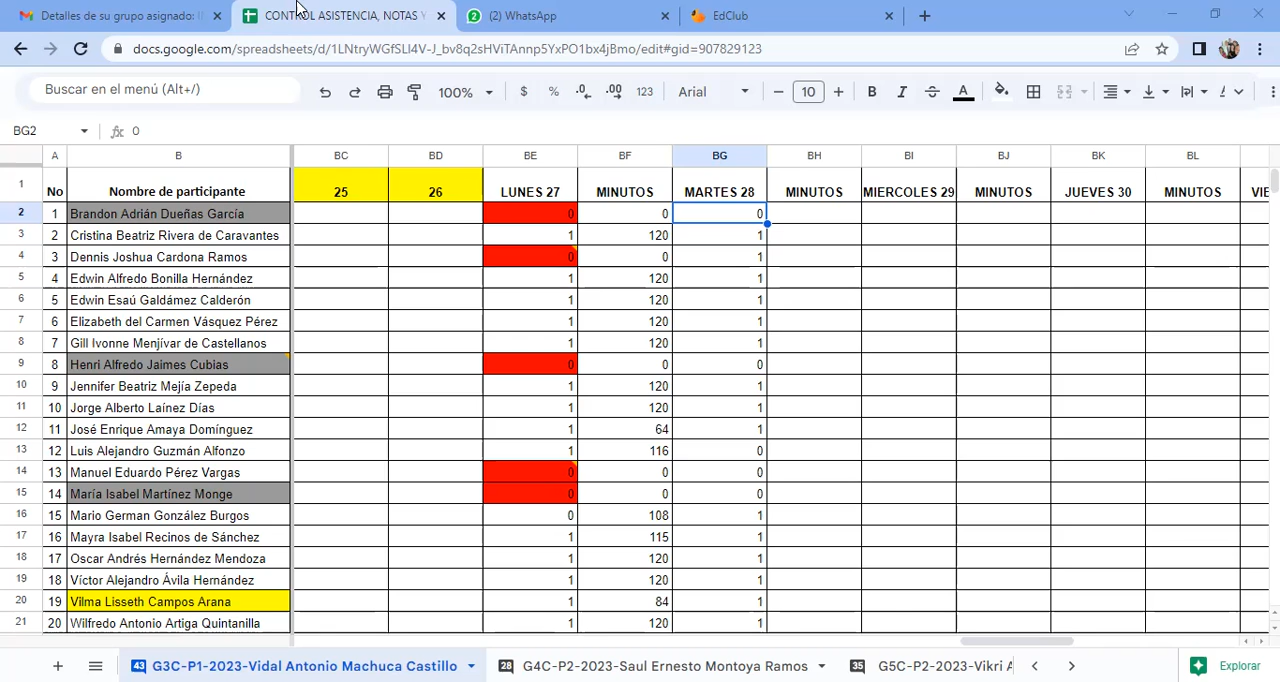 Detalles de su grupo asignado: I
CONTROL ASISTENCIA, NOTAS Y
2 (2) WhatsApp
EdClub
docs.google.com/spreadsheets/d/1LNtryWGfSLl4V-J_bv8q2sHViTAnnp5YxPO1bx4jBmo/edit#gid=907829123
Buscar en el menú (Alt+/)
100% $ % .0 .00 123 Arial 10 B I A
BG2 fx 0
A B BC BD BE BF BG BH BI BJ BK BL
1 No Nombre de participante 25 26 LUNES 27 MINUTOS MARTES 28 MINUTOS MIERCOLES 29 MINUTOS JUEVES 30 MINUTOS VIE
2 1 Brandon Adrián Dueñas García 0 0 0
3 2 Cristina Beatriz Rivera de Caravantes 1 120 1
4 3 Dennis Joshua Cardona Ramos 0 0 1
5 4 Edwin Alfredo Bonilla Hernández 1 120 1
6 5 Edwin Esaú Galdámez Calderón 1 120 1
7 6 Elizabeth del Carmen Vásquez Pérez 1 120 1
8 7 Gill Ivonne Menjívar de Castellanos 1 120 1
9 8 Henri Alfredo Jaimes Cubias 0 0 0
10 9 Jennifer Beatriz Mejía Zepeda 1 120 1
11 10 Jorge Alberto Laínez Días 1 120 1
12 11 José Enrique Amaya Domínguez 1 64 1
13 12 Luis Alejandro Guzmán Alfonzo 1 116 0
14 13 Manuel Eduardo Pérez Vargas 0 0 0
15 14 María Isabel Martínez Monge 0 0 0
16 15 Mario German González Burgos 0 108 1
17 16 Mayra Isabel Recinos de Sánchez 1 115 1
18 17 Oscar Andrés Hernández Mendoza 1 120 1
19 18 Víctor Alejandro Ávila Hernández 1 120 1
20 19 Vilma Lisseth Campos Arana 1 84 1
21 20 Wilfredo Antonio Artiga Quintanilla 1 120 1
43 G3C-P1-2023-Vidal Antonio Machuca Castillo 28 G4C-P2-2023-Saul Ernesto Montoya Ramos 35 G5C-P2-2023-Vikri A Explorar